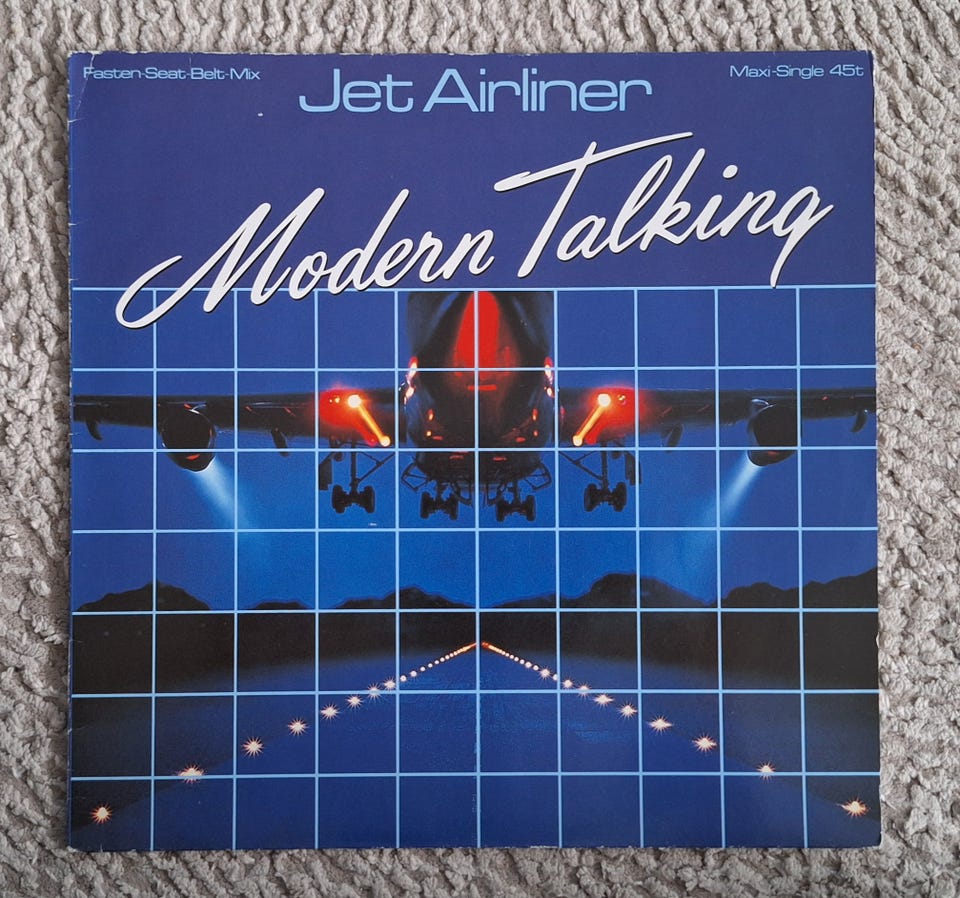 Fasten-Seat-Belt-Mix
Jet Airliner
Maxi-Single 45t
Modern Talking